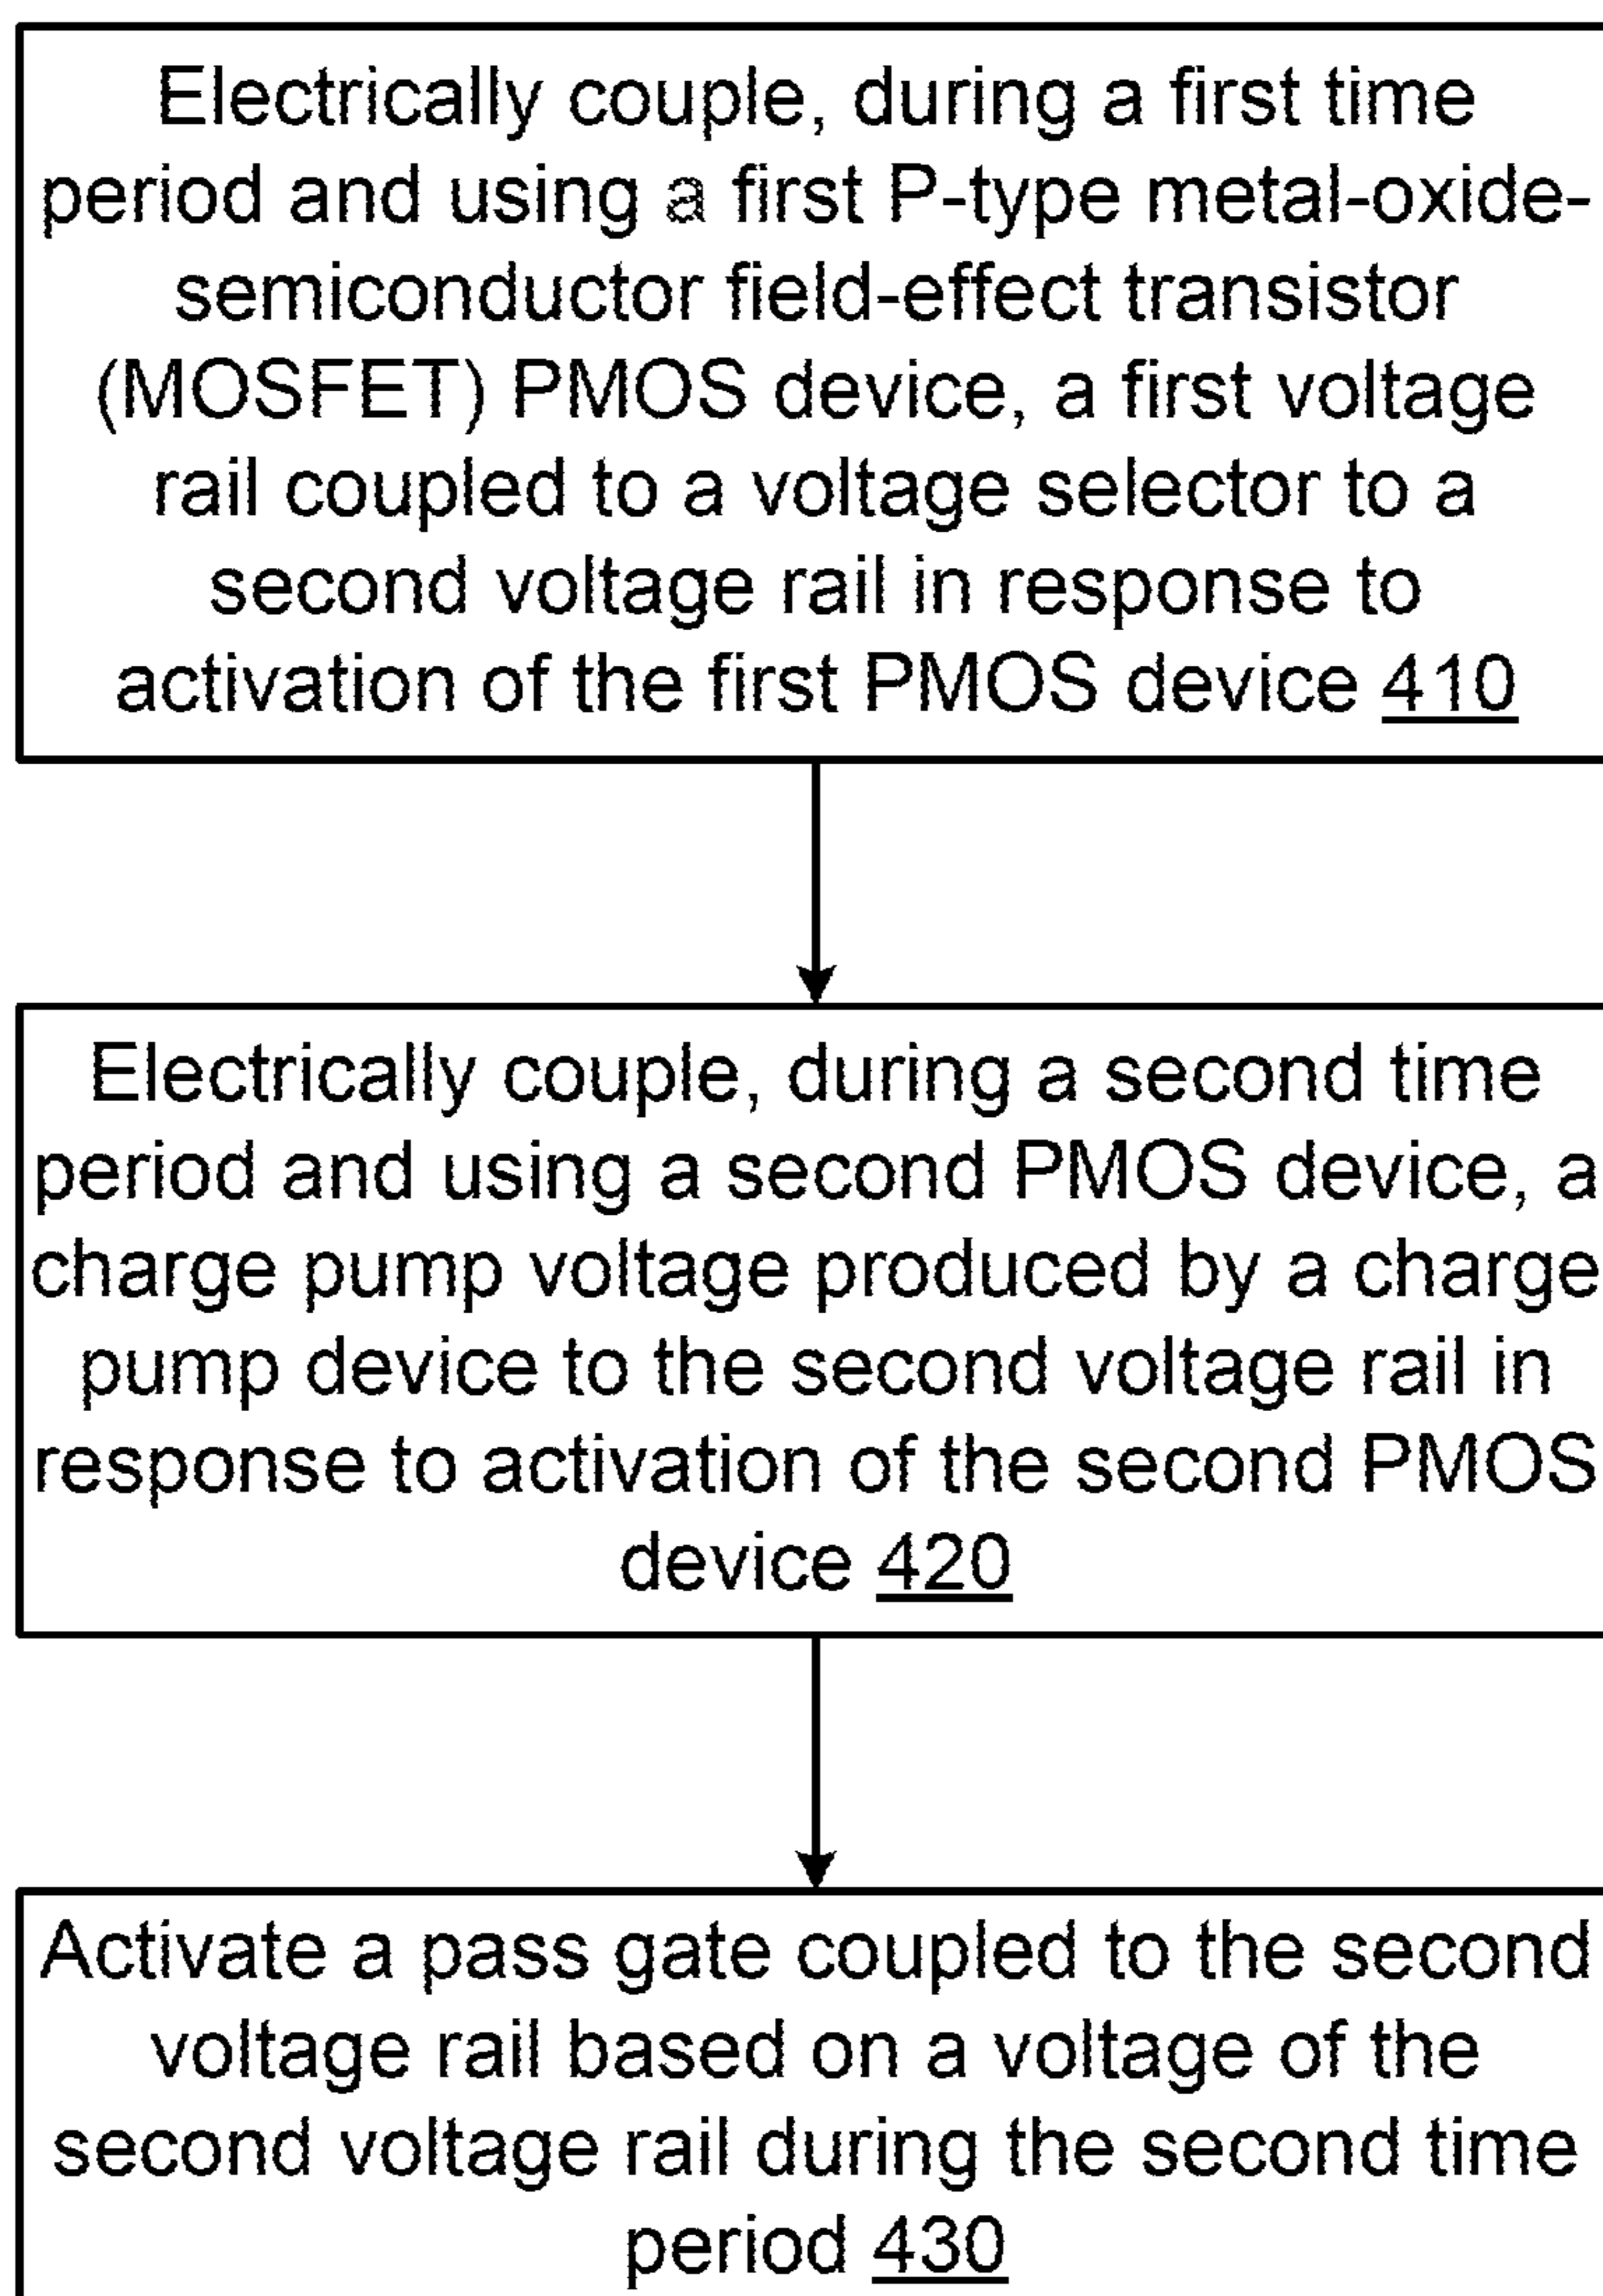 Electrically couple, during a first time
period and using a first P-type metal-oxide-
semiconductor field-effect transistor
(MOSFET) PMOS device, a first voltage
rail coupled to a voltage selector to a
second voltage rail in response to
activation of the first PMOS device 410
Electrically couple, during a second time
period and using a second PMOS device, a
charge pump voltage produced by a charge
pump device to the second voltage rail in
response to activation of the second PMOS
device 420
Activate a pass gate coupled to the second
voltage rail based on a voltage of the
second voltage rail during the second time
period 430